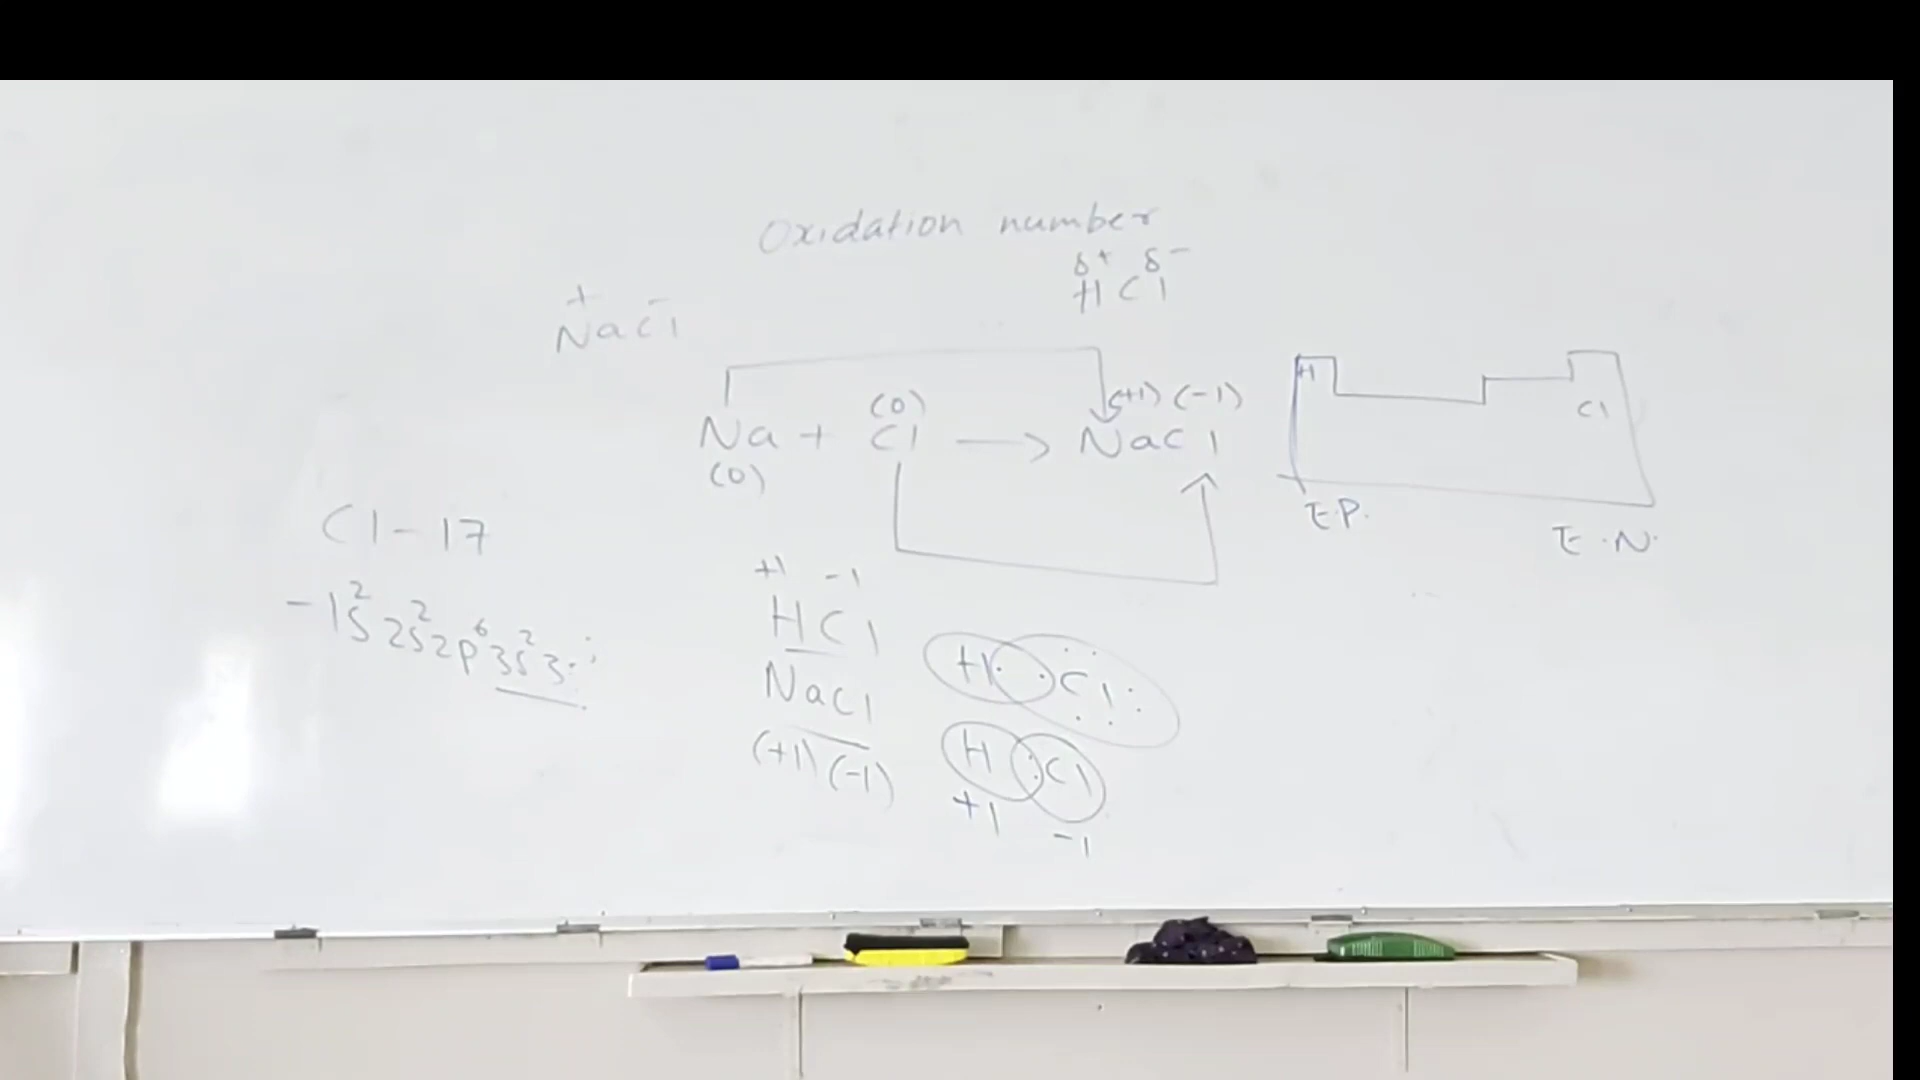 Oxidation number
δ+ δ-
H Cl
+ -
NaCl
(0) (+1) (-1)
Na + Cl → NaCl
(0)
H
Cl
E.P.
E.N.
Cl - 17
- 1s² 2s² 2p⁶ 3s² 3
+1 -1
HCl
NaCl
(+1) (-1)
H Cl
H Cl
+1 -1